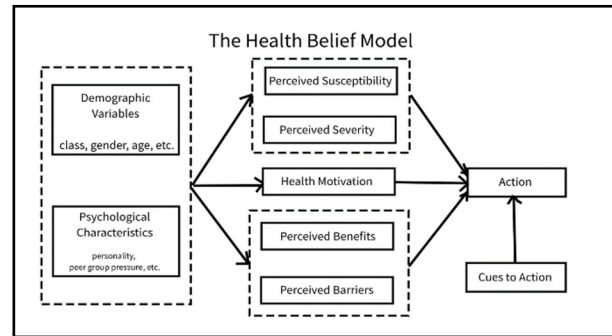 The Health Belief Model
Demographic
Variables
class, gender, age, etc.
Psychological
Characteristics
personality,
peer group pressure, etc.
Perceived Susceptibility
Perceived Severity
Health Motivation
Perceived Benefits
Perceived Barriers
Action
Cues to Action